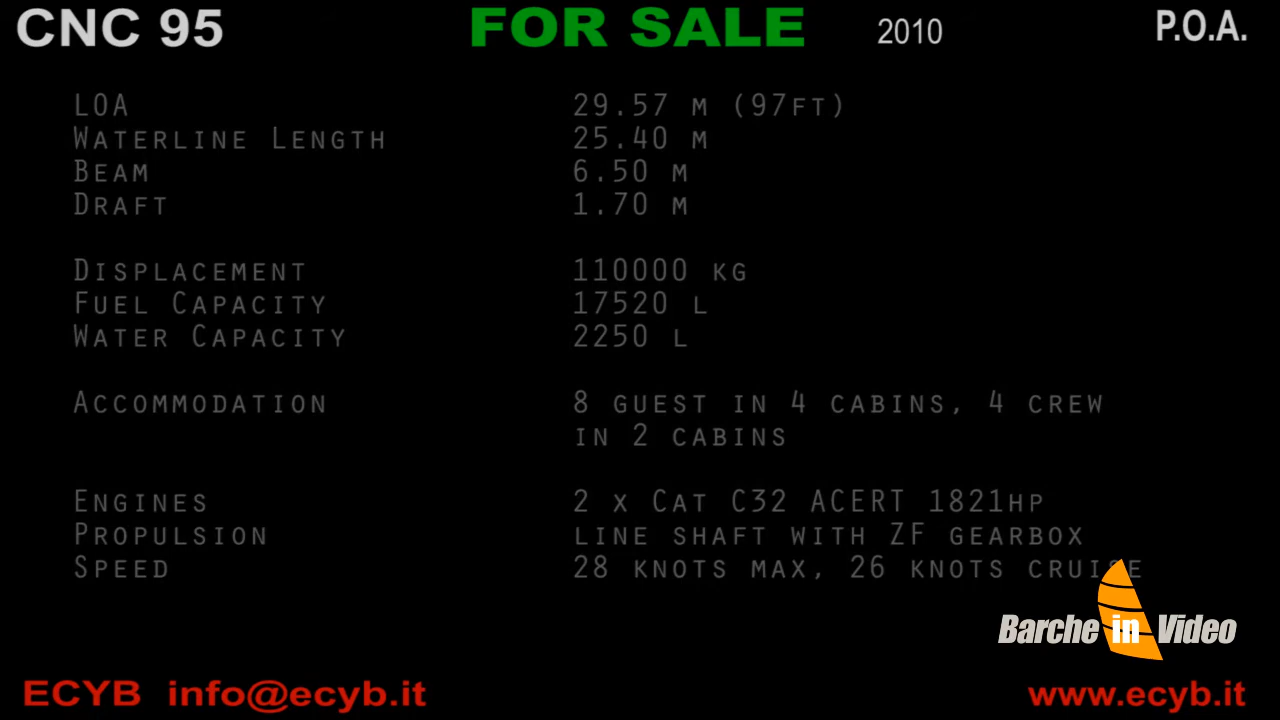 CNC 95 FOR SALE 2010 P.O.A.
LOA 29.57 M (97FT)
WATERLINE LENGTH 25.40 M
BEAM 6.50 M
DRAFT 1.70 M
DISPLACEMENT 110000 KG
FUEL CAPACITY 17520 L
WATER CAPACITY 2250 L
ACCOMMODATION 8 GUEST IN 4 CABINS, 4 CREW
IN 2 CABINS
ENGINES 2 X CAT C32 ACERT 1821HP
PROPULSION LINE SHAFT WITH ZF GEARBOX
SPEED 28 KNOTS MAX, 26 KNOTS CRUISE
Barche in Video
ECYB info@ecyb.it www.ecyb.it